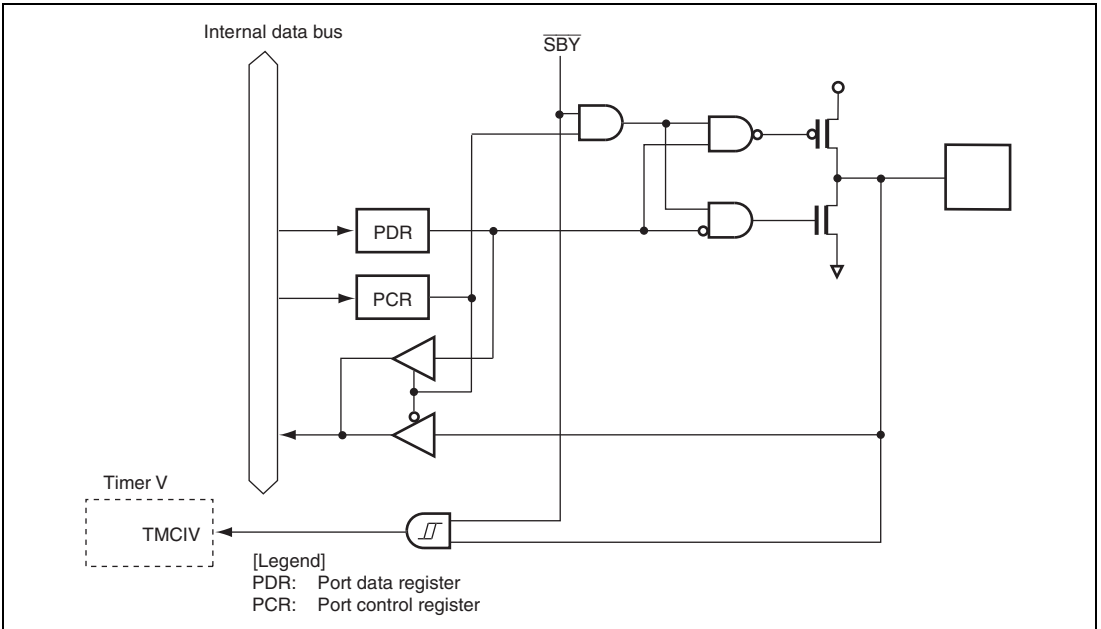 Internal data bus
SBY
PDR
PCR
Timer V
TMCIV
[Legend]
PDR: Port data register
PCR: Port control register